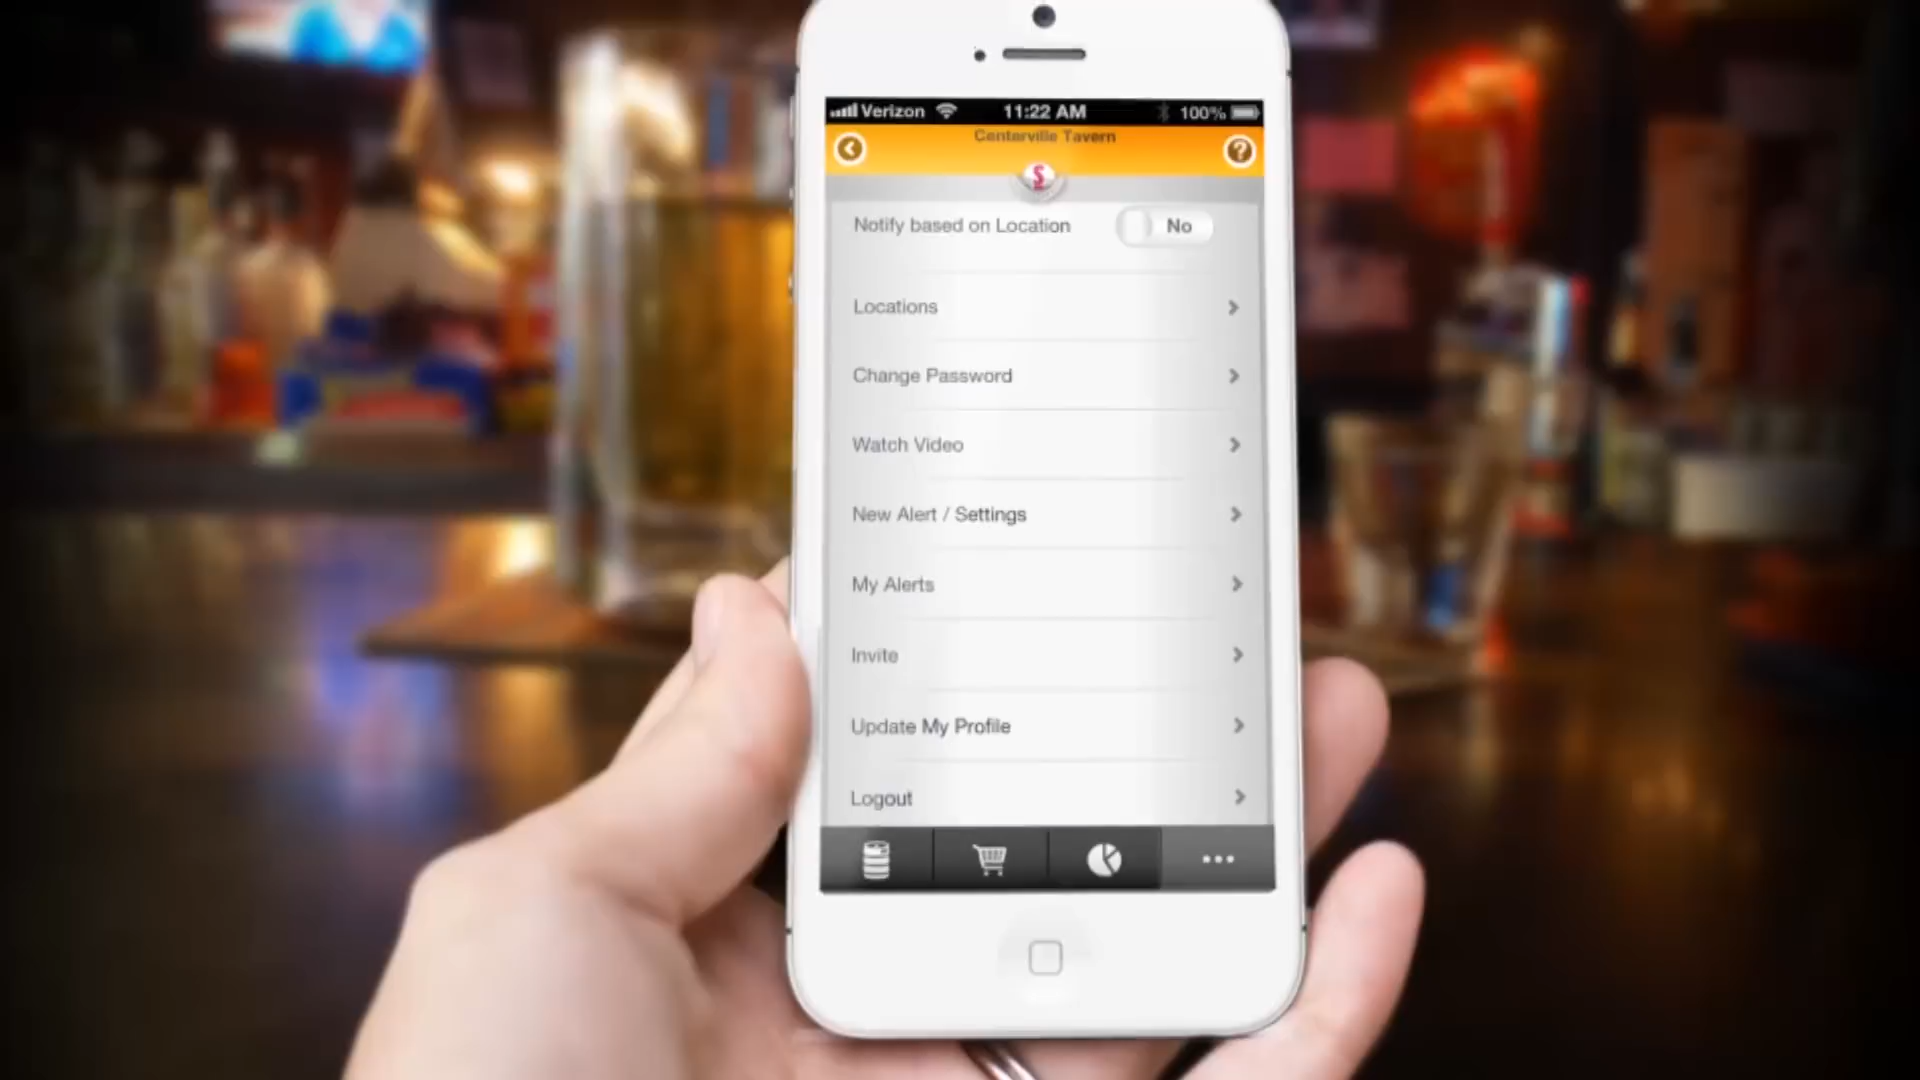 Verizon 11:22 AM 100%
Centerville Tavern
?
S
Notify based on Location No
Locations
Change Password
Watch Video
New Alert / Settings
My Alerts
Invite
Update My Profile
Logout